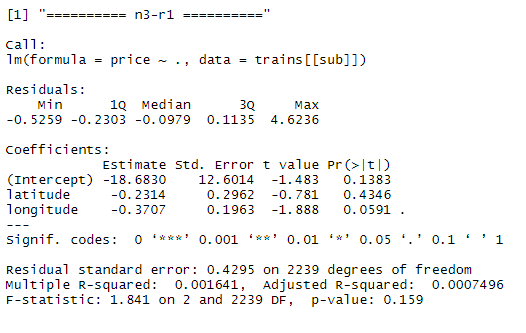 [1] "========== n3-r1 =========="
Call:
lm(formula = price ~ ., data = trains[[sub]])
Residuals:
    Min      1Q  Median      3Q     Max
-0.5259 -0.2303 -0.0979  0.1135  4.6236
Coefficients:
            Estimate Std. Error t value Pr(>|t|)
(Intercept) -18.6830    12.6014  -1.483   0.1383
latitude     -0.2314     0.2962  -0.781   0.4346
longitude    -0.3707     0.1963  -1.888   0.0591 .
---
Signif. codes:  0 ‘***’ 0.001 ‘**’ 0.01 ‘*’ 0.05 ‘.’ 0.1 ‘ ’ 1
Residual standard error: 0.4295 on 2239 degrees of freedom
Multiple R-squared:  0.001641,  Adjusted R-squared:  0.0007496
F-statistic: 1.841 on 2 and 2239 DF,  p-value: 0.159